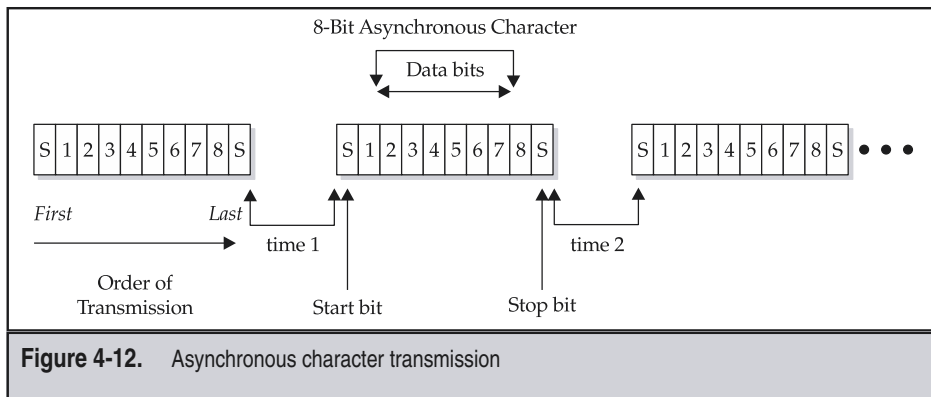 8-Bit Asynchronous Character
Data bits
S 1 2 3 4 5 6 7 8 S S 1 2 3 4 5 6 7 8 S S 1 2 3 4 5 6 7 8 S
First Last
time 1 time 2
Order of
Transmission
Start bit Stop bit
Figure 4-12. Asynchronous character transmission